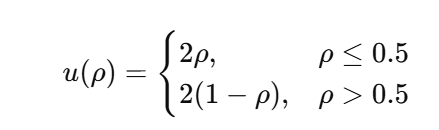 u(ρ) = { 2ρ, ρ ≤ 0.5
2(1 − ρ), ρ > 0.5